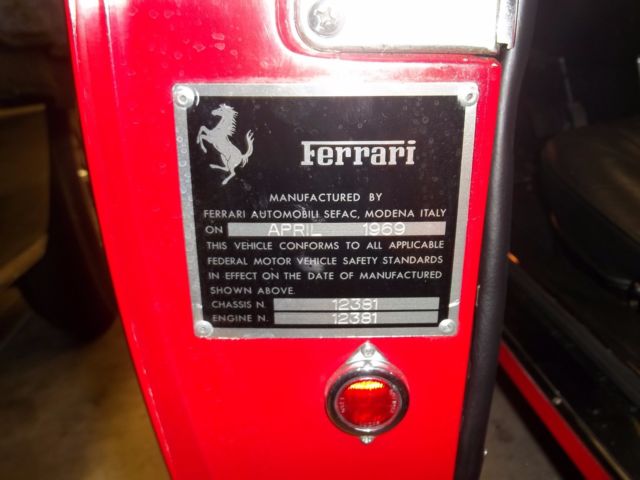 Ferrari
MANUFACTURED BY
FERRARI AUTOMOBILI SEFAC, MODENA ITALY
ON APRIL 1969
THIS VEHICLE CONFORMS TO ALL APPLICABLE
FEDERAL MOTOR VEHICLE SAFETY STANDARDS
IN EFFECT ON THE DATE OF MANUFACTURED
SHOWN ABOVE.
CHASSIS N. 12381
ENGINE N. 12381